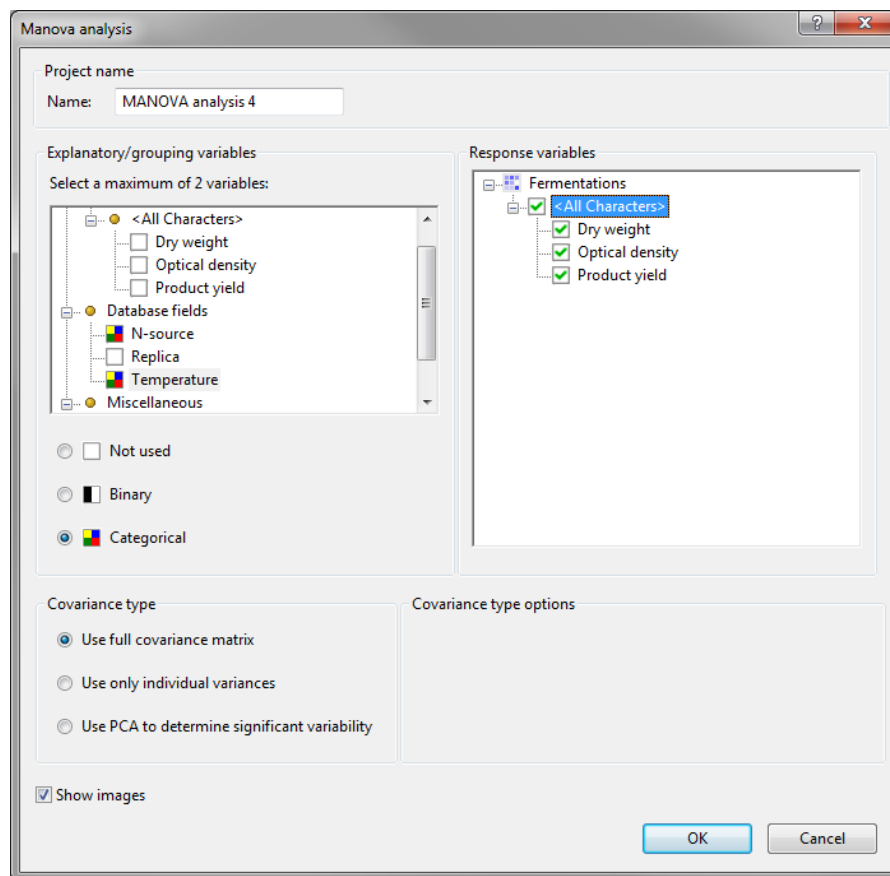 Manova analysis
Project name
Name: MANOVA analysis 4
Explanatory/grouping variables
Select a maximum of 2 variables:
<All Characters>
Dry weight
Optical density
Product yield
Database fields
N-source
Replica
Temperature
Miscellaneous
Not used
Binary
Categorical
Response variables
Fermentations
<All Characters>
Dry weight
Optical density
Product yield
Covariance type
Use full covariance matrix
Use only individual variances
Use PCA to determine significant variability
Covariance type options
Show images
OK Cancel